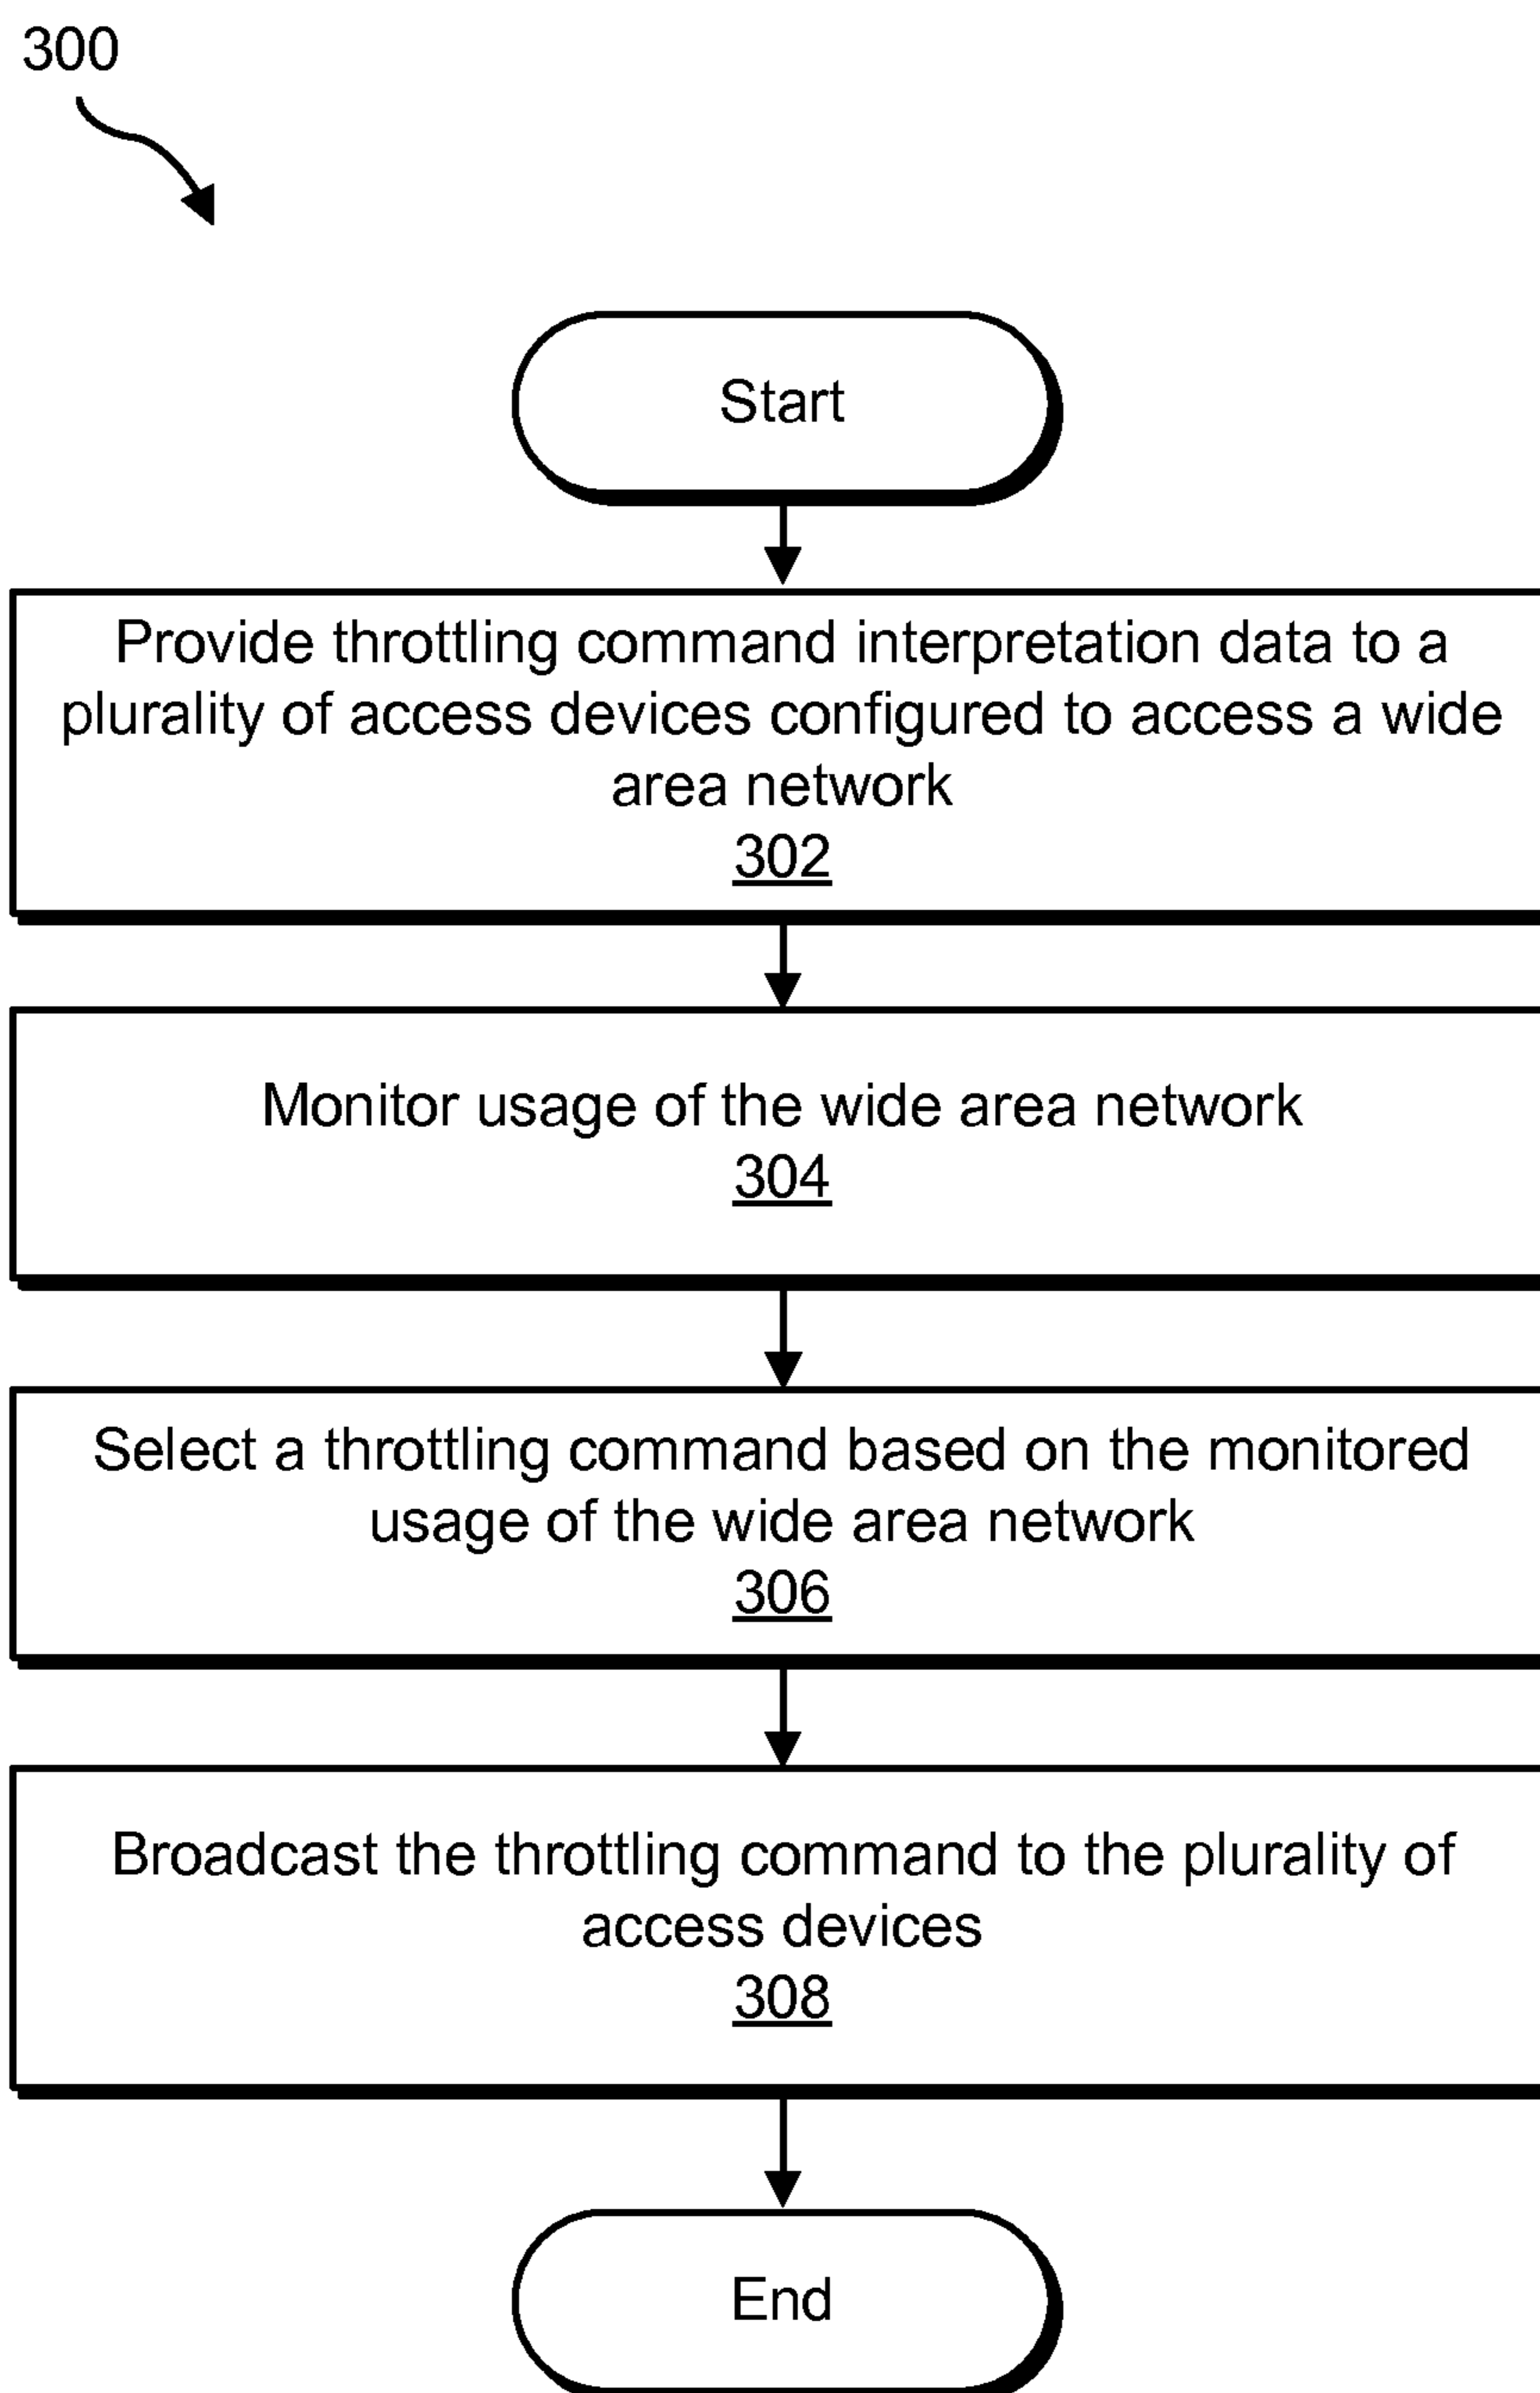 300
Start
Provide throttling command interpretation data to a
plurality of access devices configured to access a wide
area network
302
Monitor usage of the wide area network
304
Select a throttling command based on the monitored
usage of the wide area network
306
Broadcast the throttling command to the plurality of
access devices
308
End